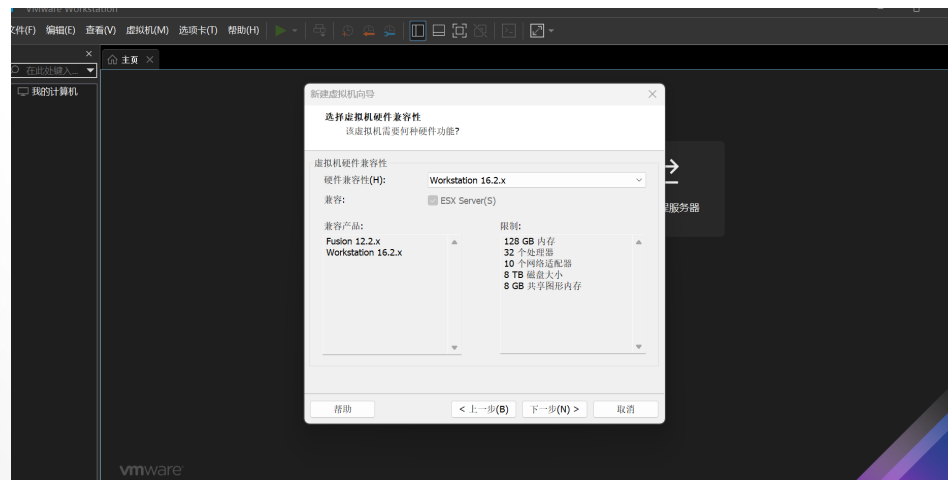 VMware Workstation
文件(F) 编辑(E) 查看(V) 虚拟机(M) 选项卡(T) 帮助(H)
主页
在此处键入...
我的计算机
新建虚拟机向导
选择虚拟机硬件兼容性
该虚拟机需要何种硬件功能?
虚拟机硬件兼容性
硬件兼容性(H): Workstation 16.2.x
兼容: ESX Server(S)
兼容产品: 限制:
Fusion 12.2.x 128 GB 内存
Workstation 16.2.x 32 个处理器
10 个网络适配器
8 TB 磁盘大小
8 GB 共享图形内存
程服务器
帮助 < 上一步(B) 下一步(N) > 取消
vmware